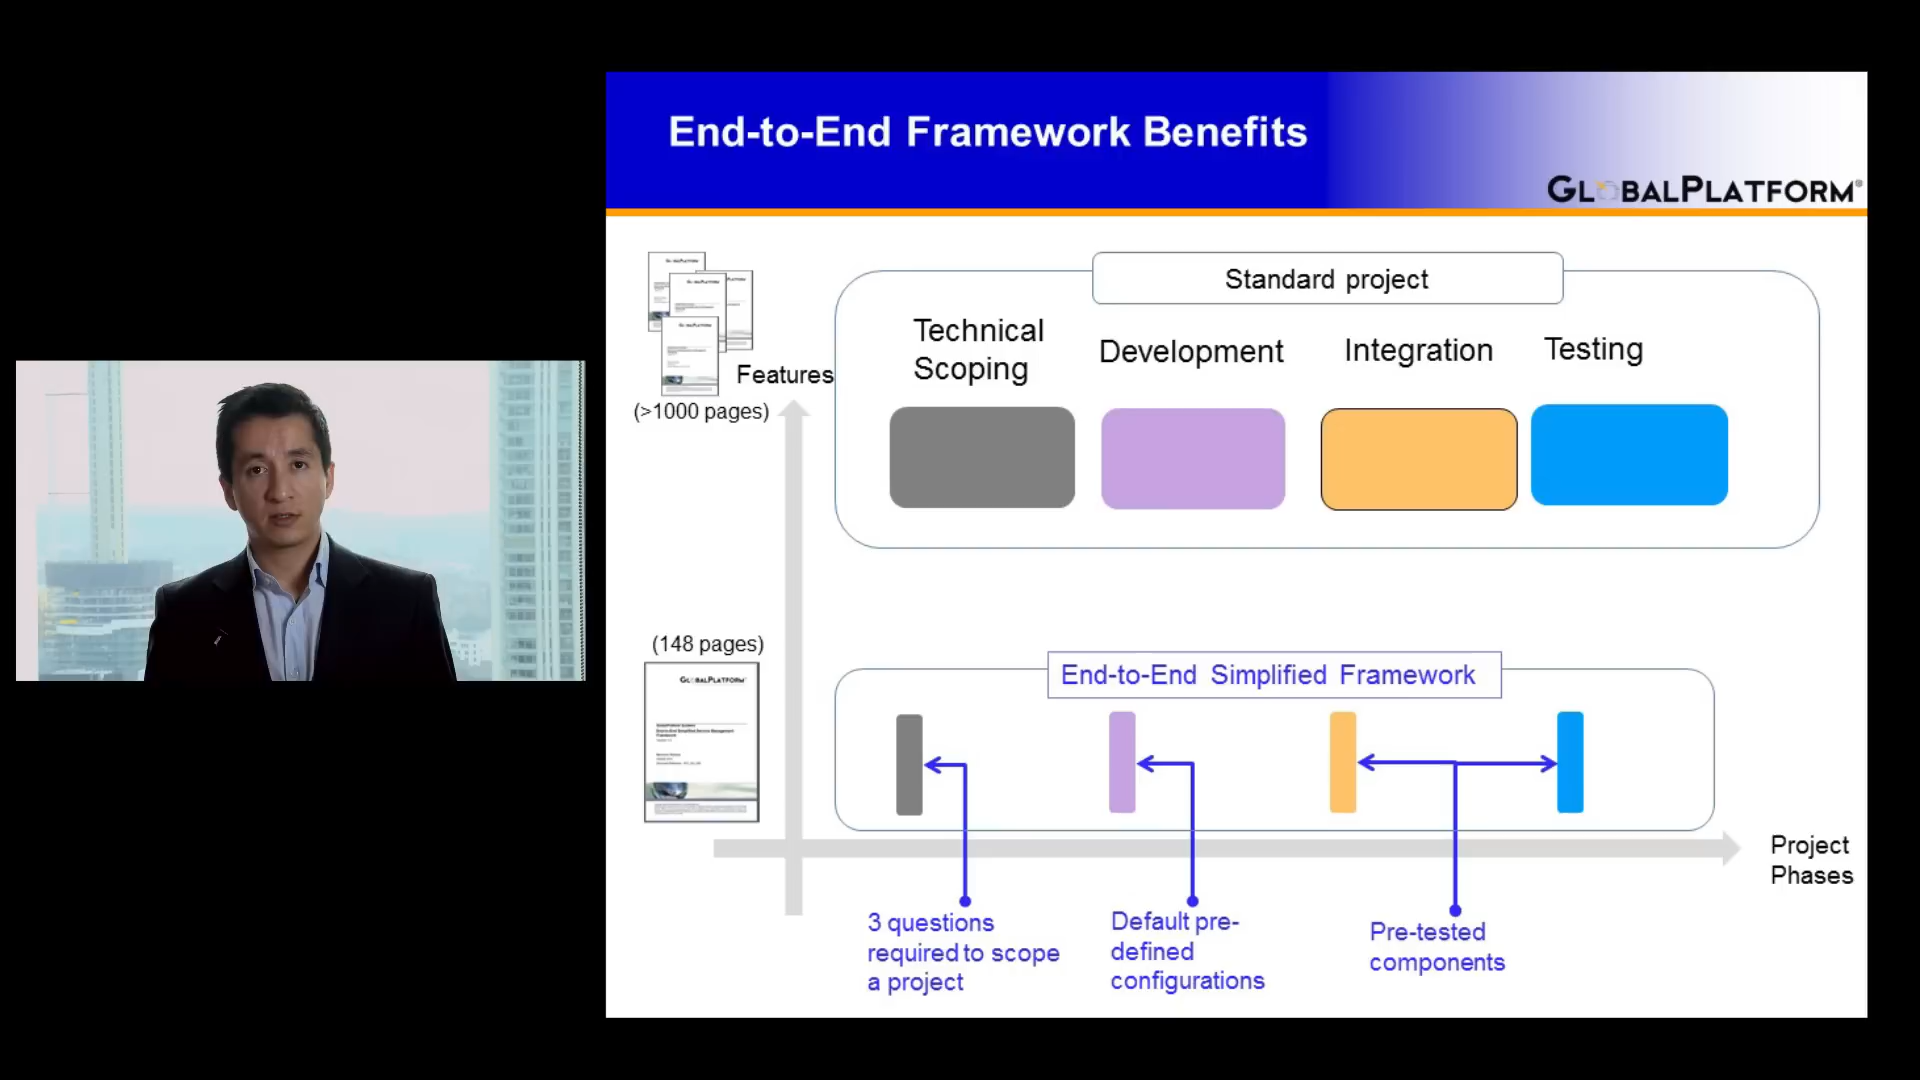 End-to-End Framework Benefits
GLOBALPLATFORM®
Standard project
Technical
Scoping
Development
Integration
Testing
Features
(>1000 pages)
(148 pages)
GLOBALPLATFORM
End-to-End Simplified Framework
Project
Phases
3 questions
required to scope
a project
Default pre-
defined
configurations
Pre-tested
components